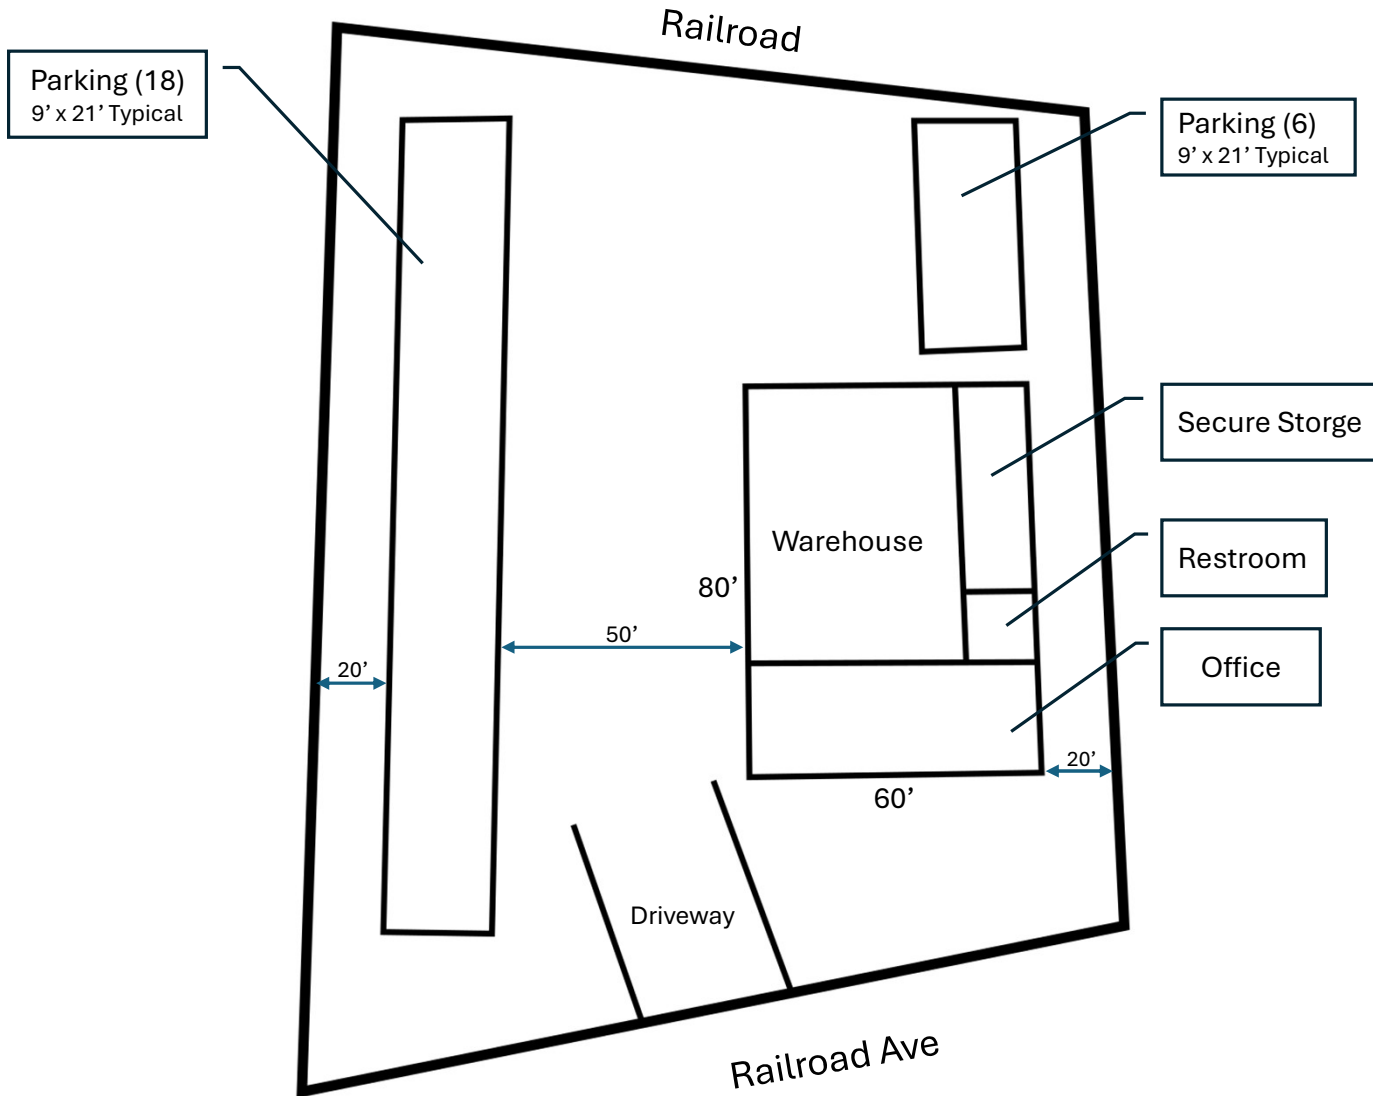 Railroad
Parking (18)
9’ x 21’ Typical
Parking (6)
9’ x 21’ Typical
Secure Storge
Warehouse
Restroom
80’
50’
20’
Office
20’
60’
Driveway
Railroad Ave